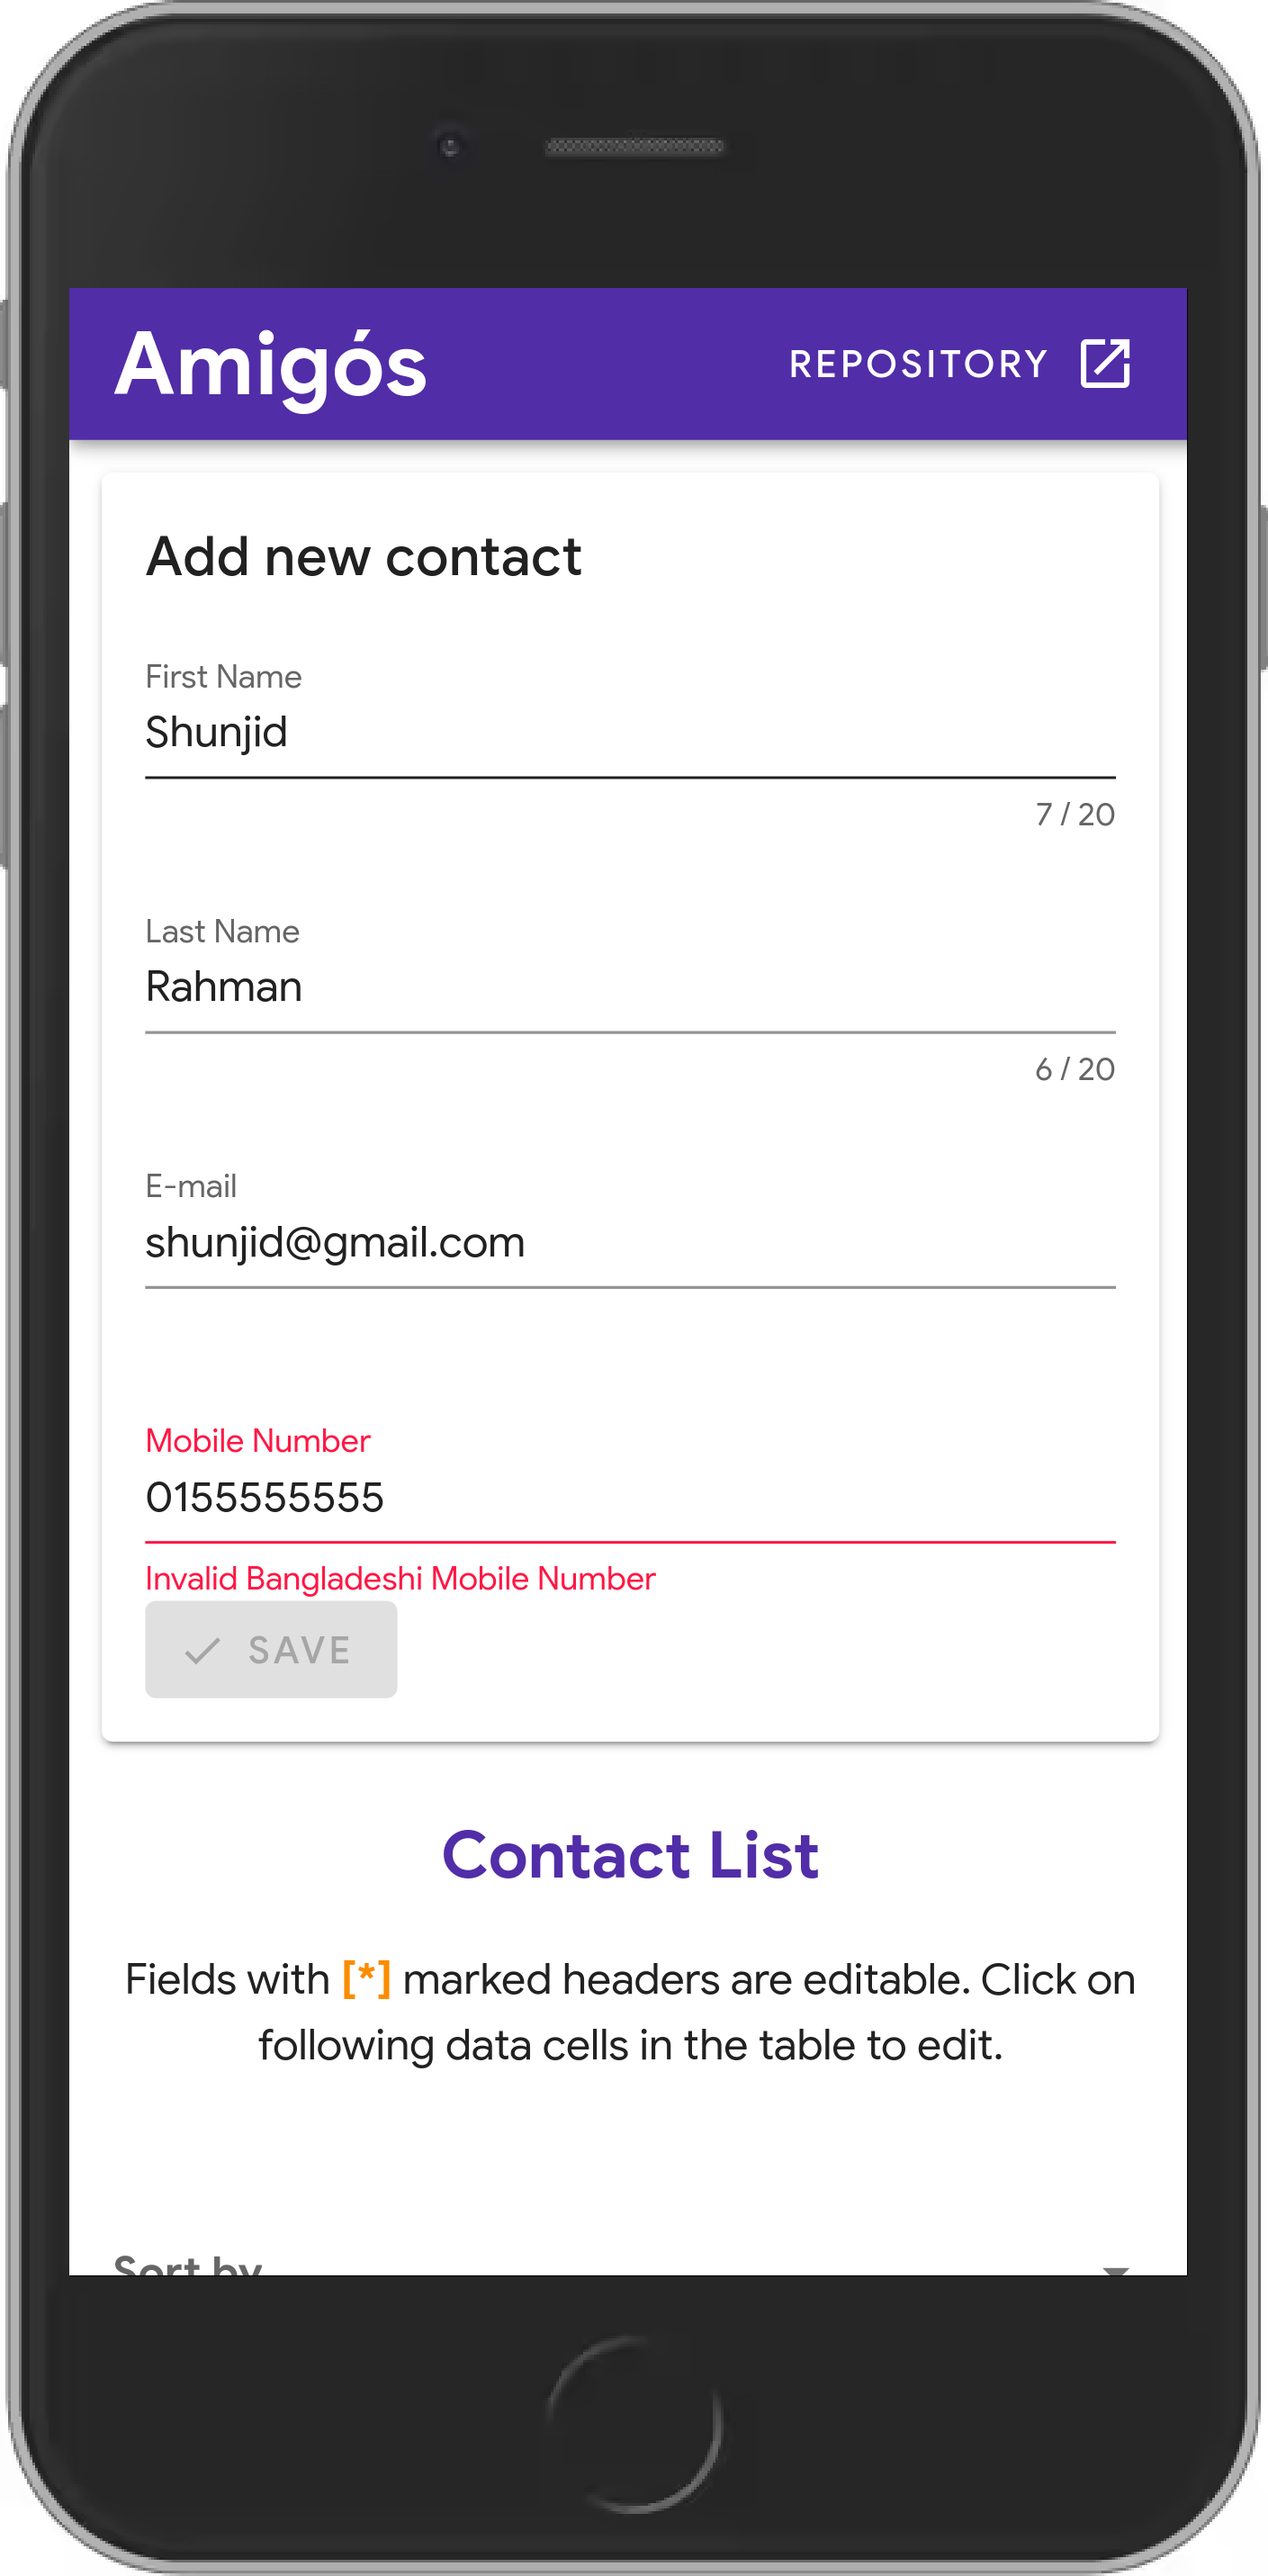 Amigós
REPOSITORY
Add new contact
First Name
Shunjid
7 / 20
Last Name
Rahman
6 / 20
E-mail
shunjid@gmail.com
Mobile Number
0155555555
Invalid Bangladeshi Mobile Number
SAVE
Contact List
Fields with [*] marked headers are editable. Click on
following data cells in the table to edit.
Sort by